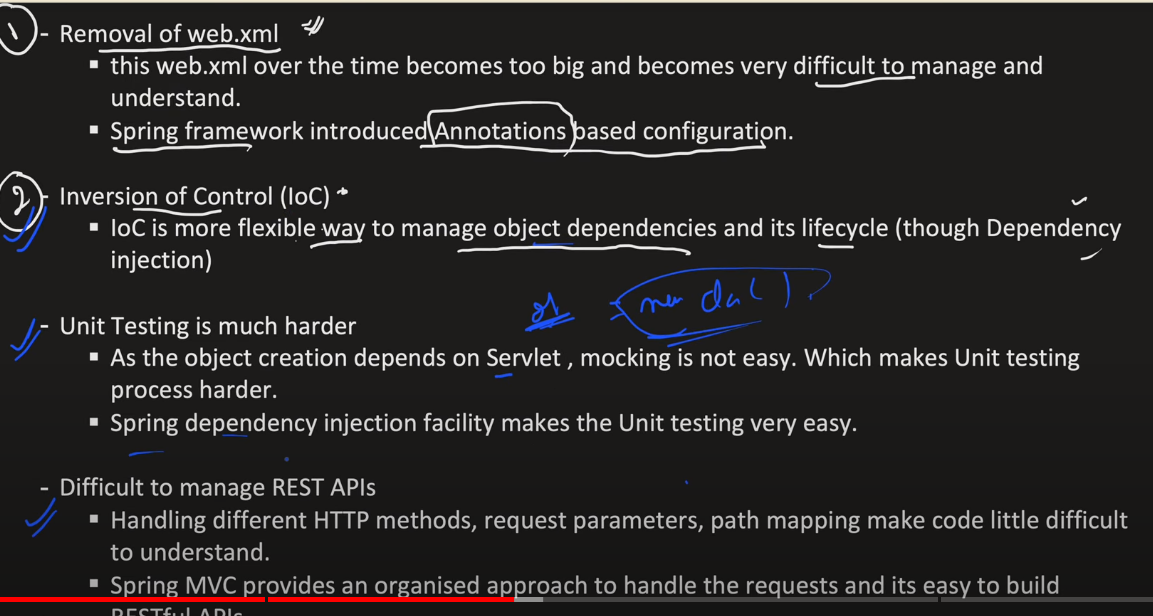 1 - Removal of web.xml
▪ this web.xml over the time becomes too big and becomes very difficult to manage and
understand.
▪ Spring framework introduced Annotations based configuration.
2 - Inversion of Control (IoC)
▪ IoC is more flexible way to manage object dependencies and its lifecycle (though Dependency
injection)
- Unit Testing is much harder
▪ As the object creation depends on Servlet , mocking is not easy. Which makes Unit testing
process harder.
▪ Spring dependency injection facility makes the Unit testing very easy.
- Difficult to manage REST APIs
▪ Handling different HTTP methods, request parameters, path mapping make code little difficult
to understand.
▪ Spring MVC provides an organised approach to handle the requests and its easy to build
RESTful APIs